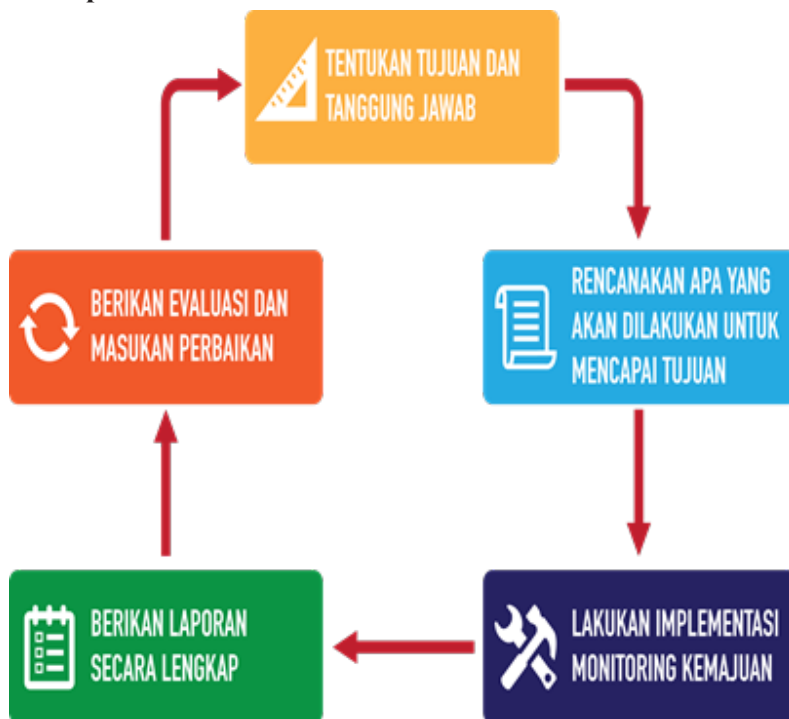 TENTUKAN TUJUAN DAN
TANGGUNG JAWAB
RENCANAKAN APA YANG
AKAN DILAKUKAN UNTUK
MENCAPAI TUJUAN
LAKUKAN IMPLEMENTASI
MONITORING KEMAJUAN
BERIKAN LAPORAN
SECARA LENGKAP
BERIKAN EVALUASI DAN
MASUKAN PERBAIKAN